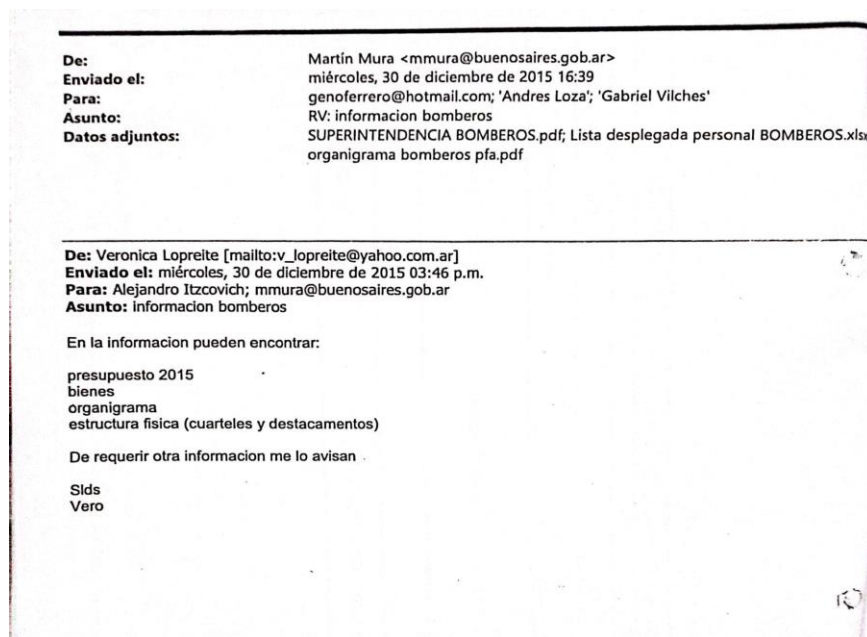 De: Martín Mura <mmura@buenosaires.gob.ar>
Enviado el: miércoles, 30 de diciembre de 2015 16:39
Para: genoferrero@hotmail.com; 'Andres Loza'; 'Gabriel Vilches'
Asunto: RV: informacion bomberos
Datos adjuntos: SUPERINTENDENCIA BOMBEROS.pdf; Lista desplegada personal BOMBEROS.xlsx
organigrama bomberos pfa.pdf
De: Veronica Lopreite [mailto:v_lopreite@yahoo.com.ar]
Enviado el: miércoles, 30 de diciembre de 2015 03:46 p.m.
Para: Alejandro Itzcovich; mmura@buenosaires.gob.ar
Asunto: informacion bomberos
En la informacion pueden encontrar:
presupuesto 2015
bienes
organigrama
estructura fisica (cuarteles y destacamentos)
De requerir otra informacion me lo avisan
Slds
Vero